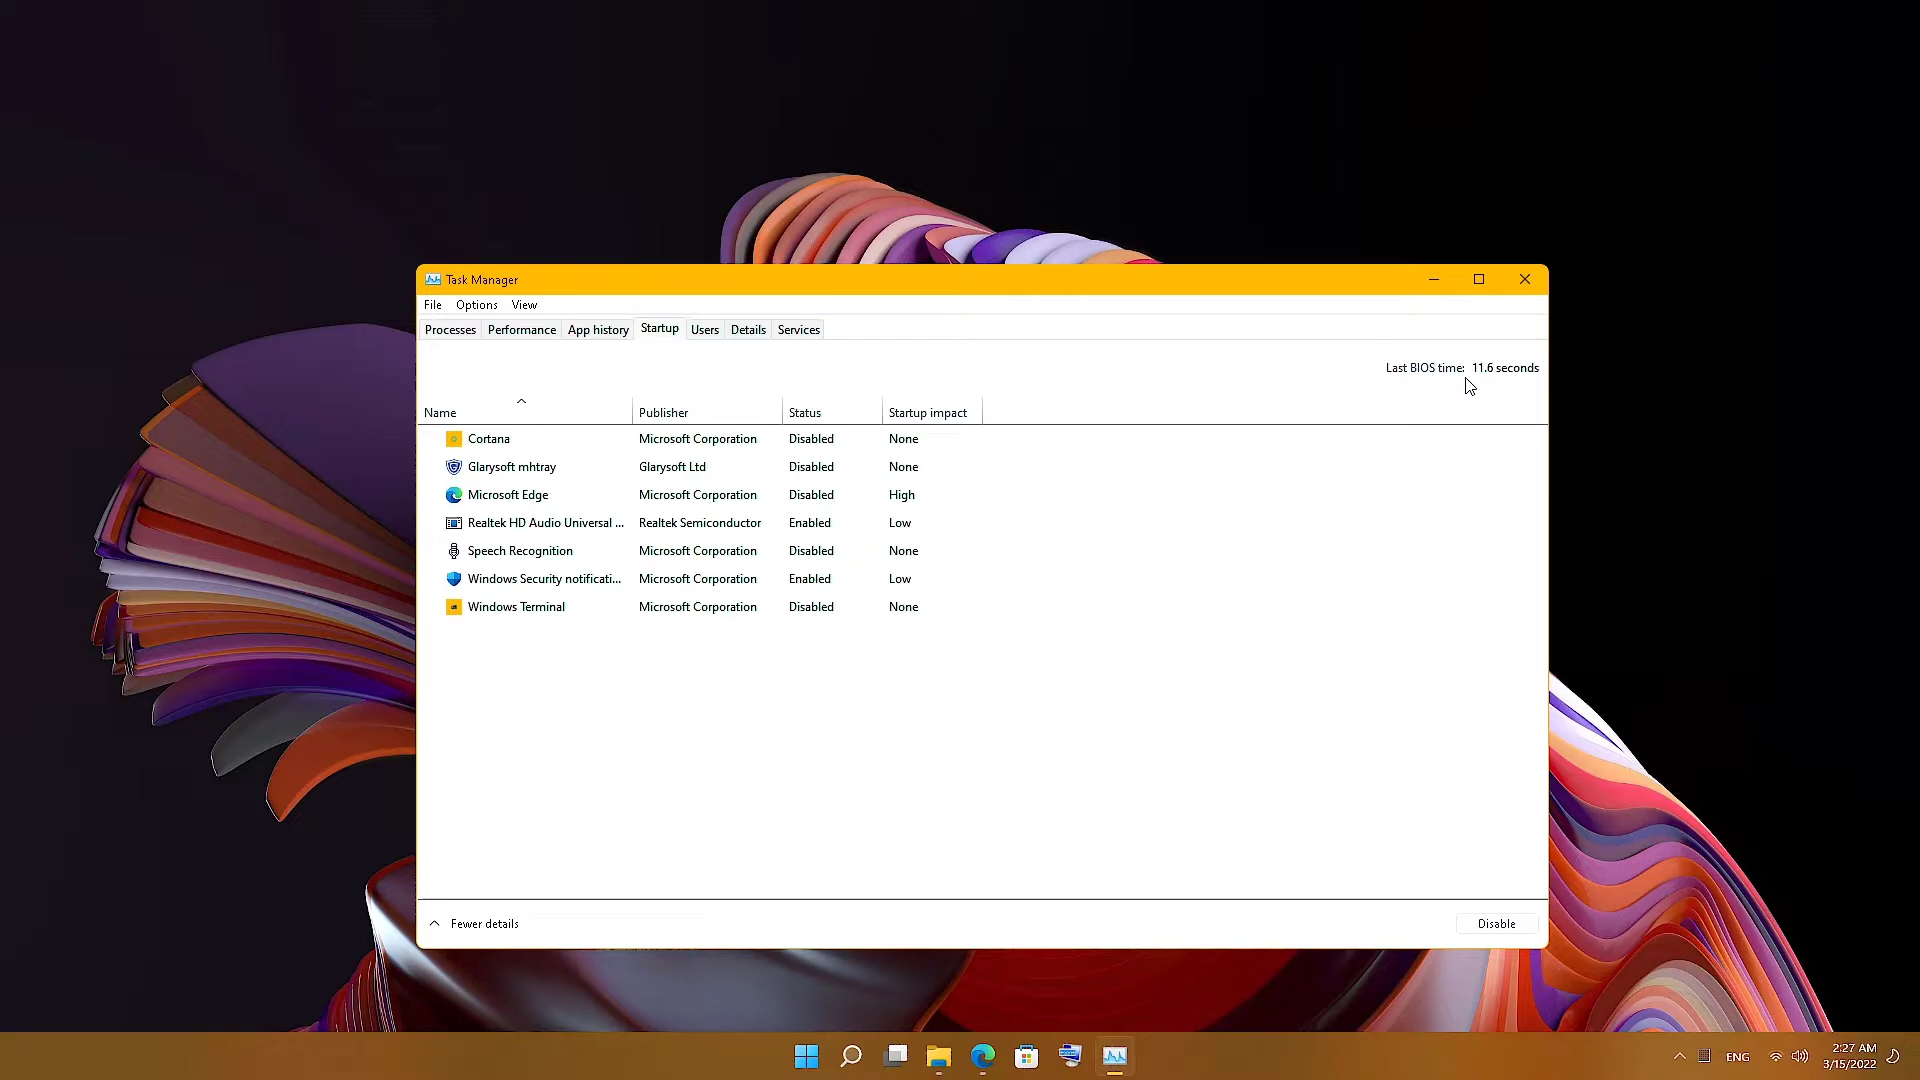 Task Manager
File Options View
Processes Performance App history Startup Users Details Services
Last BIOS time: 11.6 seconds
Name Publisher Status Startup impact
Cortana Microsoft Corporation Disabled None
Glarysoft mhtray Glarysoft Ltd Disabled None
Microsoft Edge Microsoft Corporation Disabled High
Realtek HD Audio Universal ... Realtek Semiconductor Enabled Low
Speech Recognition Microsoft Corporation Disabled None
Windows Security notificati... Microsoft Corporation Enabled Low
Windows Terminal Microsoft Corporation Disabled None
Fewer details Disable
ENG 2:27 AM
3/15/2022